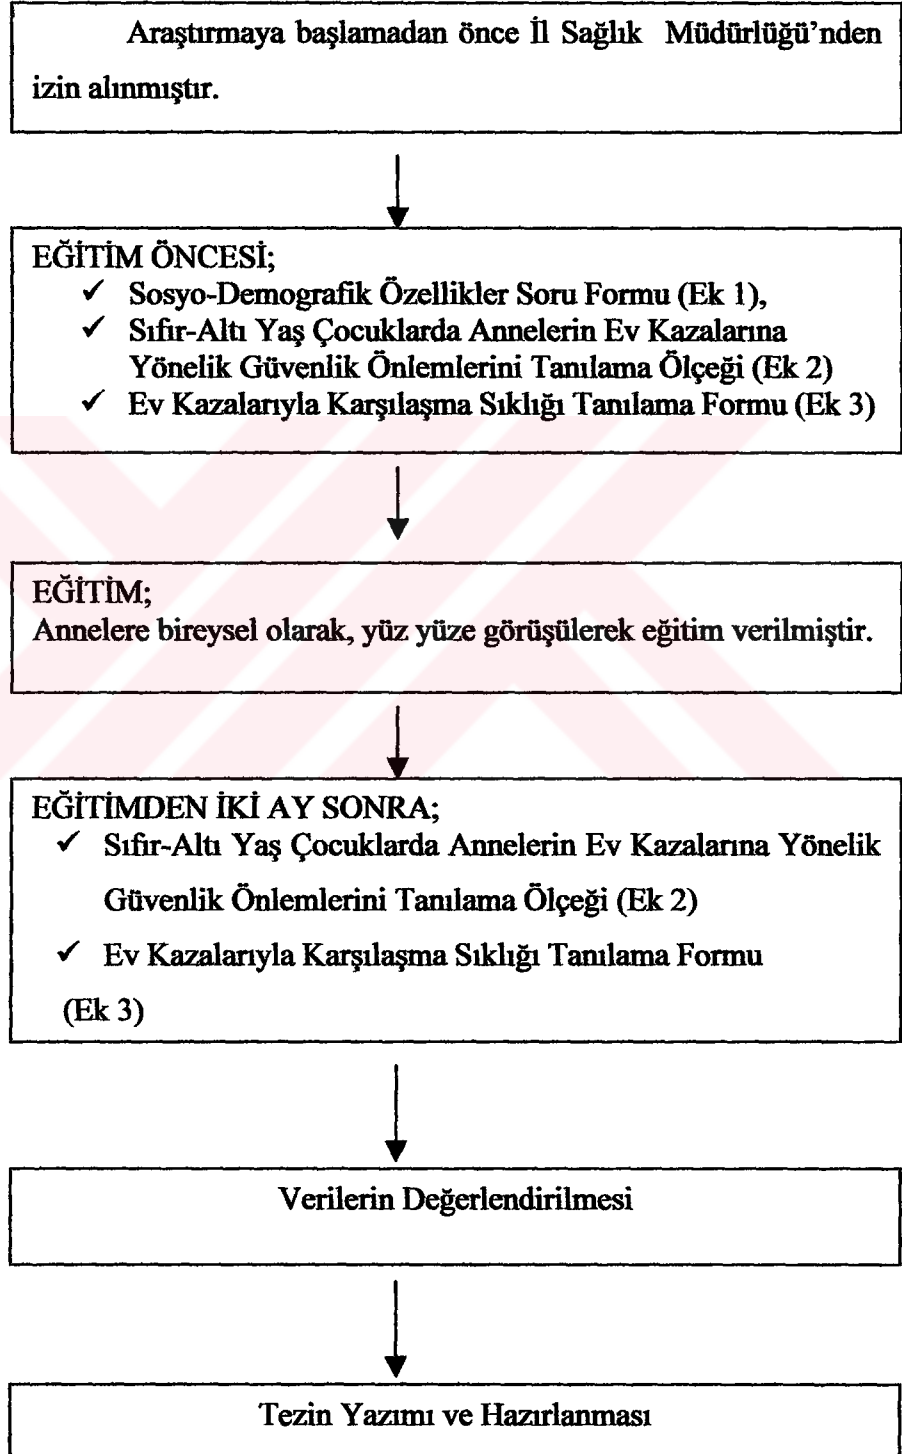 Araştırmaya başlamadan önce İl Sağlık Müdürlüğü'nden
izin alınmıştır.
EĞİTİM ÖNCESİ;
✓ Sosyo-Demografik Özellikler Soru Formu (Ek 1),
✓ Sıfır-Altı Yaş Çocuklarda Annelerin Ev Kazalarına
Yönelik Güvenlik Önlemlerini Tanılama Ölçeği (Ek 2)
✓ Ev Kazalarıyla Karşılaşma Sıklığı Tanılama Formu (Ek 3)
EĞİTİM;
Annelere bireysel olarak, yüz yüze görüşülerek eğitim verilmiştir.
EĞİTİMDEN İKİ AY SONRA;
✓ Sıfır-Altı Yaş Çocuklarda Annelerin Ev Kazalarına Yönelik
Güvenlik Önlemlerini Tanılama Ölçeği (Ek 2)
✓ Ev Kazalarıyla Karşılaşma Sıklığı Tanılama Formu
(Ek 3)
Verilerin Değerlendirilmesi
Tezin Yazımı ve Hazırlanması